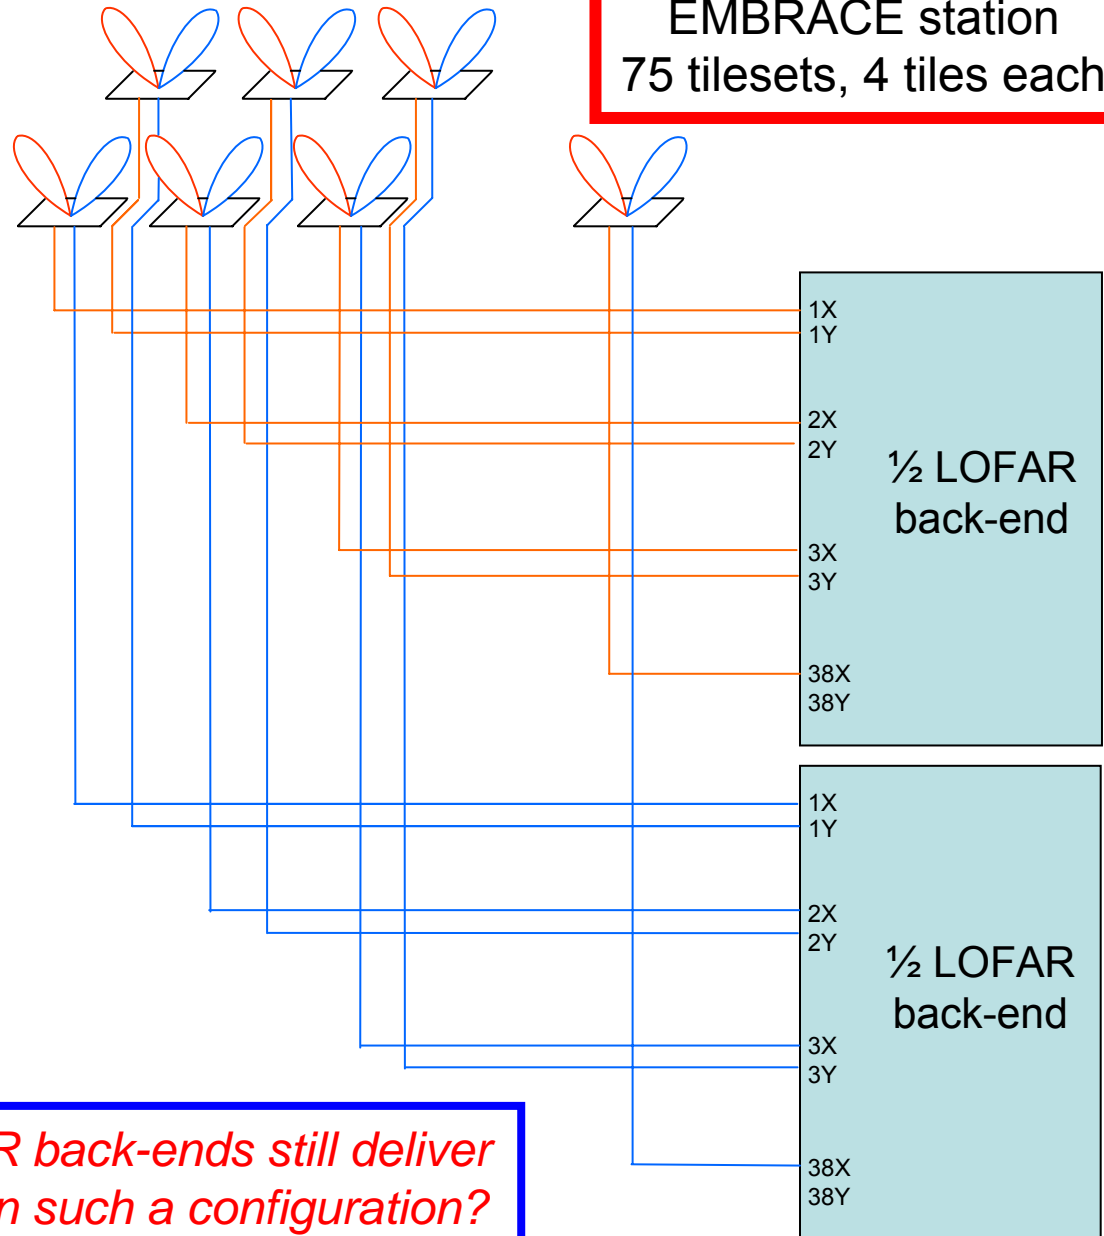 EMBRACE station
75 tilesets, 4 tiles each
1X
1Y
2X
2Y
½ LOFAR
back-end
3X
3Y
38X
38Y
1X
1Y
2X
2Y
½ LOFAR
back-end
3X
3Y
38X
38Y
R back-ends still deliver
n such a configuration?